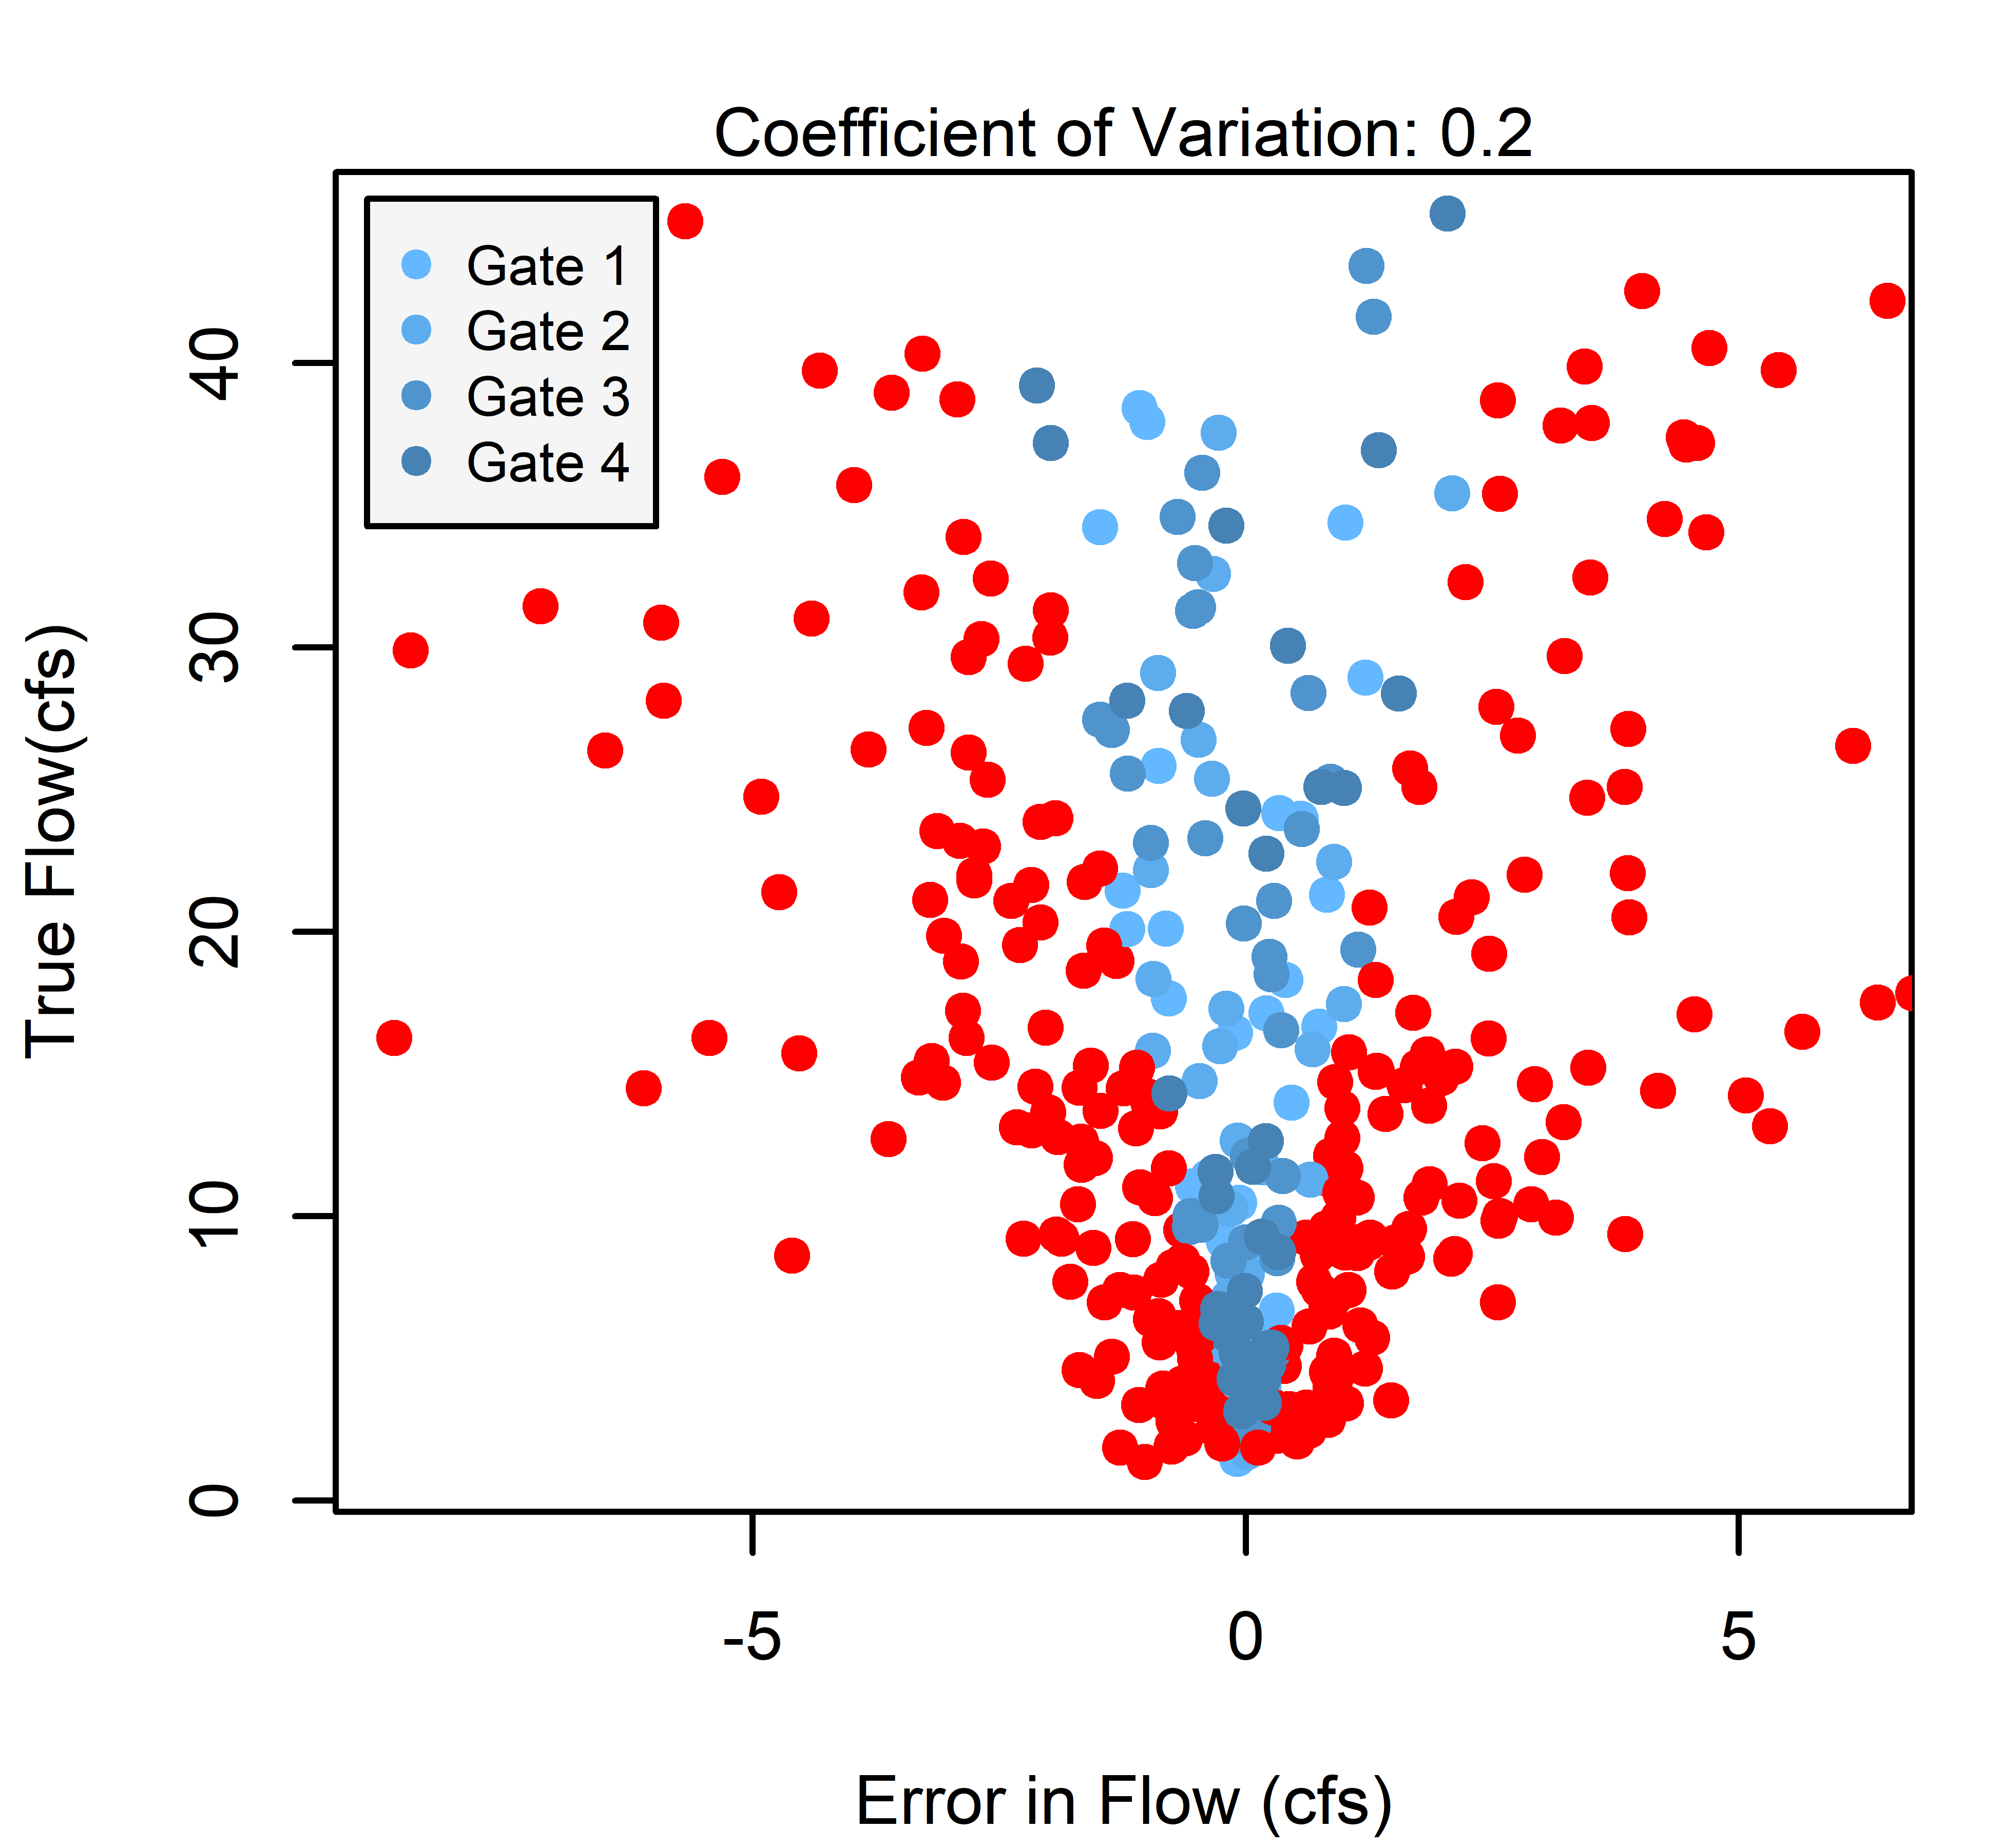 Coefficient of Variation: 0.2
Gate 1
Gate 2
Gate 3
Gate 4
True Flow(cfs)
40
30
20
10
0
-5 0 5
Error in Flow (cfs)